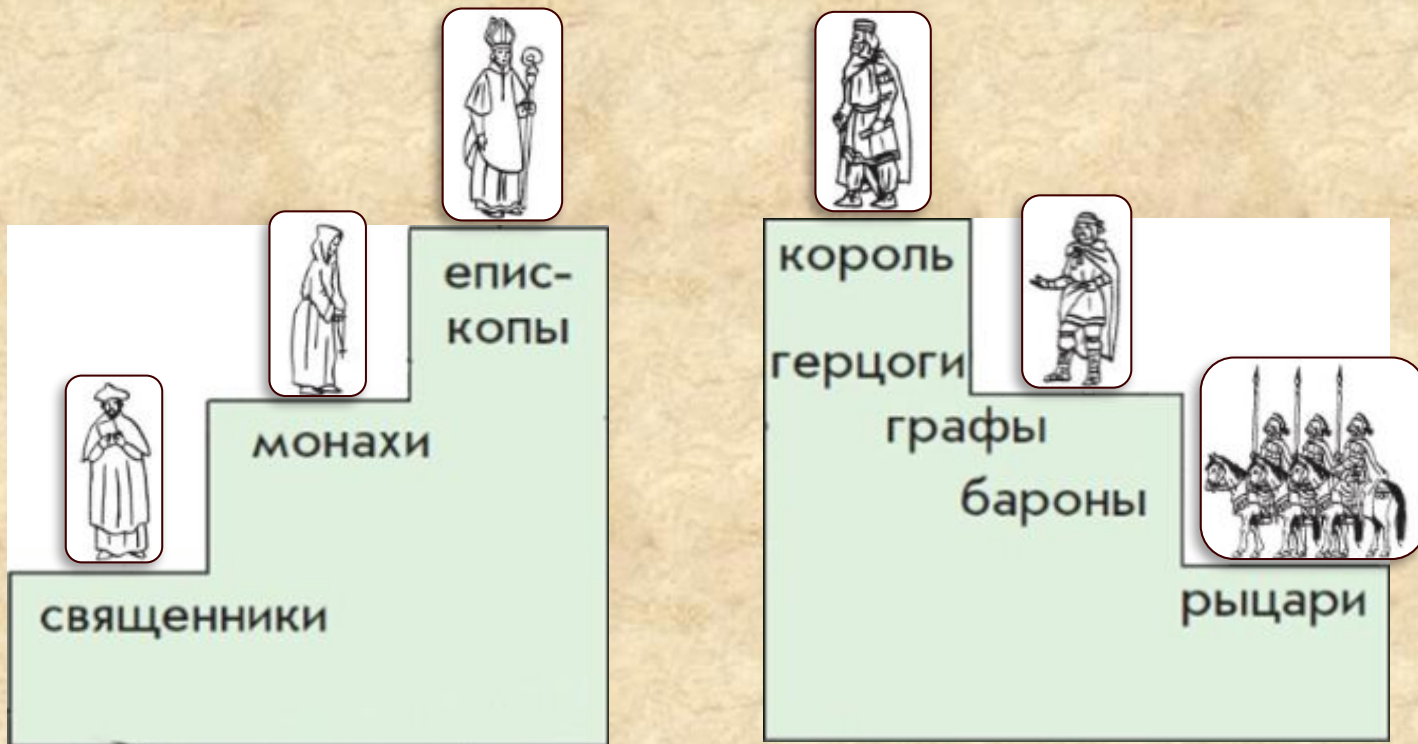 епис-
копы
монахи
священники
король
герцоги
графы
бароны
рыцари